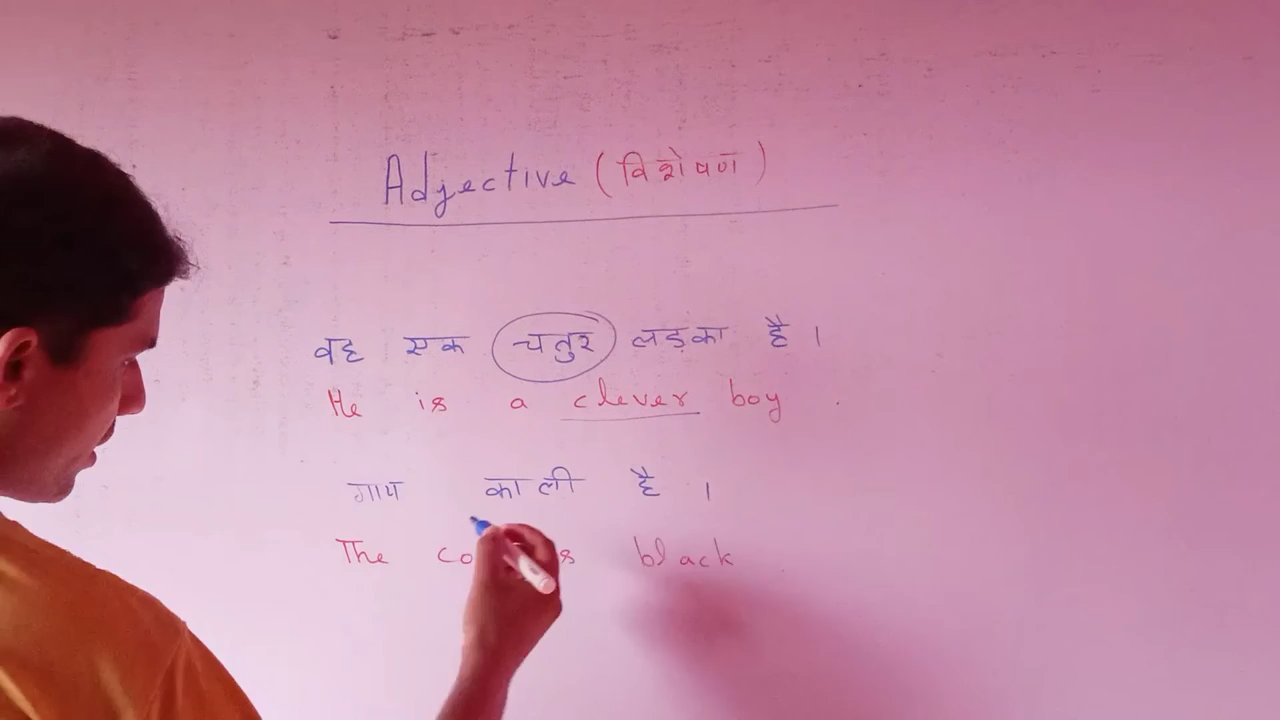 Adjective (विशेषण)
वह एक चतुर लड़का है ।
He is a clever boy .
गाय काली है ।
The black